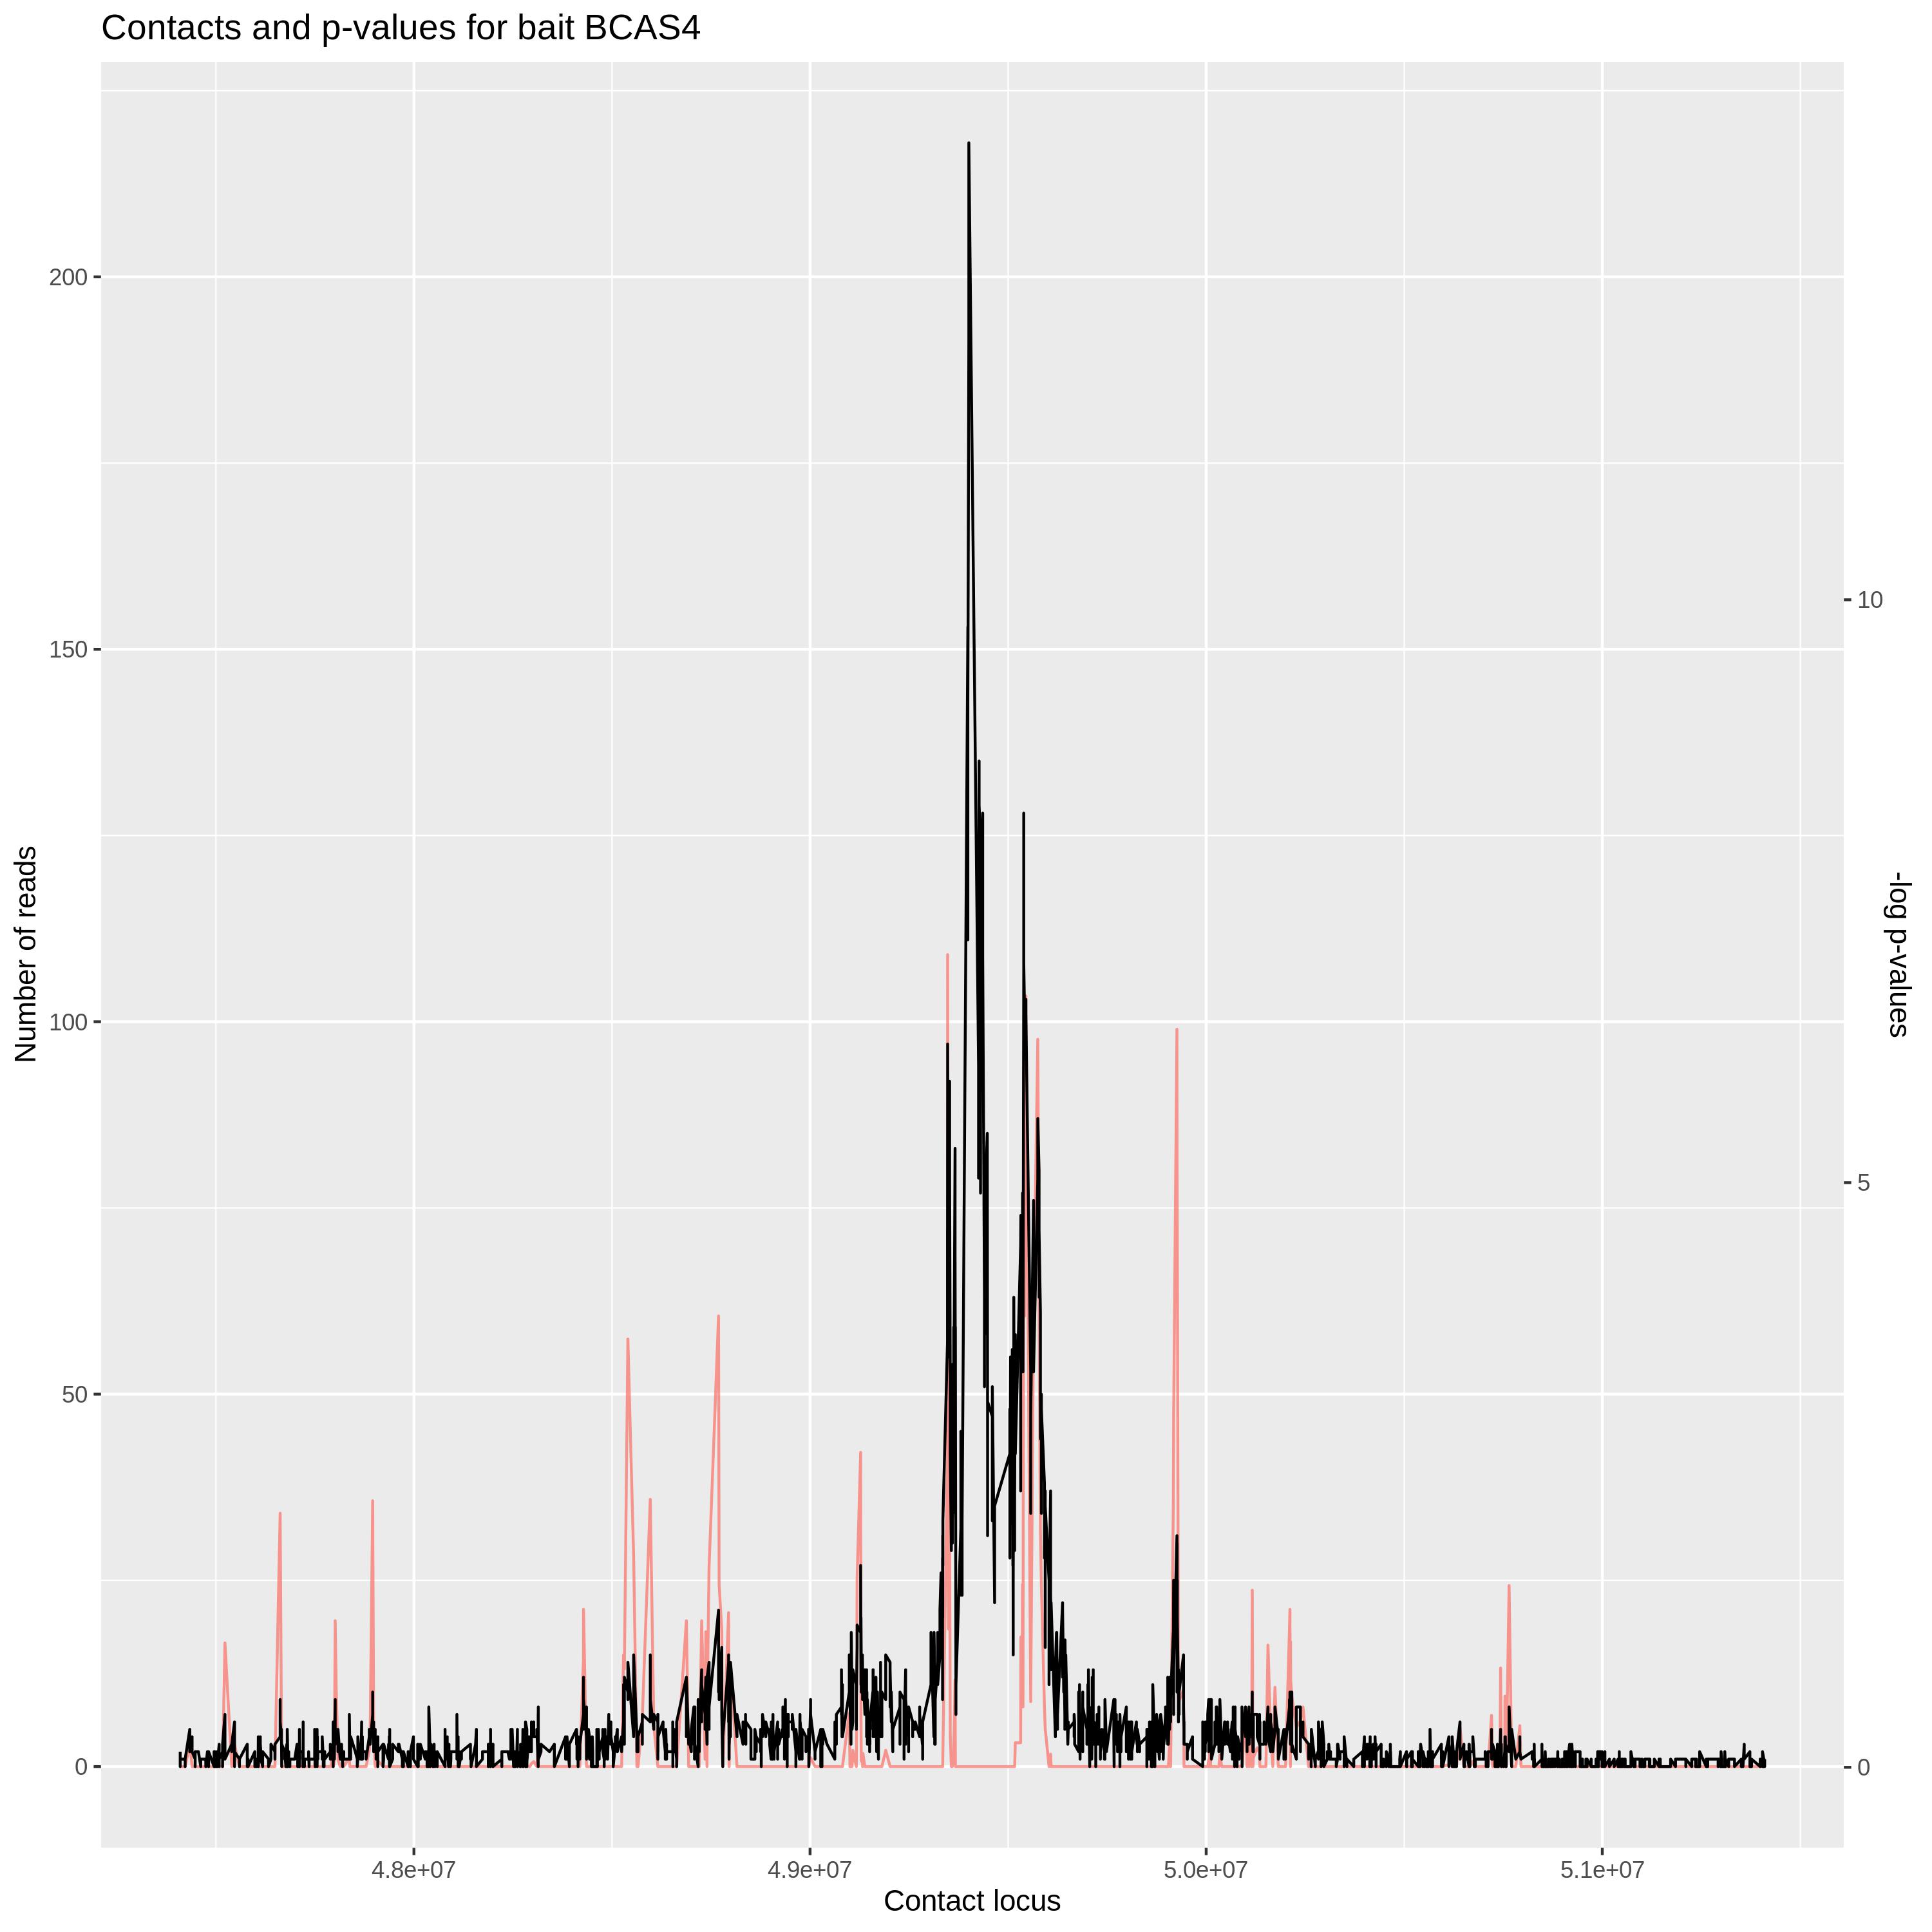 Contacts and p-values for bait BCAS4
200
150
100
50
0
Number of reads
10
5
0
-log p-values
4.8e+07
4.9e+07
5.0e+07
5.1e+07
Contact locus